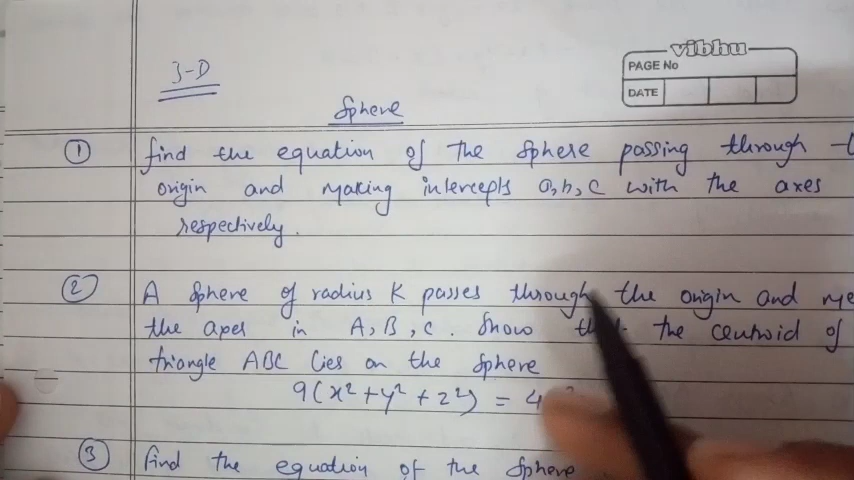 3-D
vibhu
PAGE No
DATE
Sphere
① find the equation of the sphere passing through
origin and making intercepts a, b, c with the axes
respectively.
② A sphere of radius K passes through the origin and me
the axes in A, B, C. Show the centroid of
triangle ABC lies on the sphere
9(x² + y² + z²) = 4
③ Find the equation of the sphere